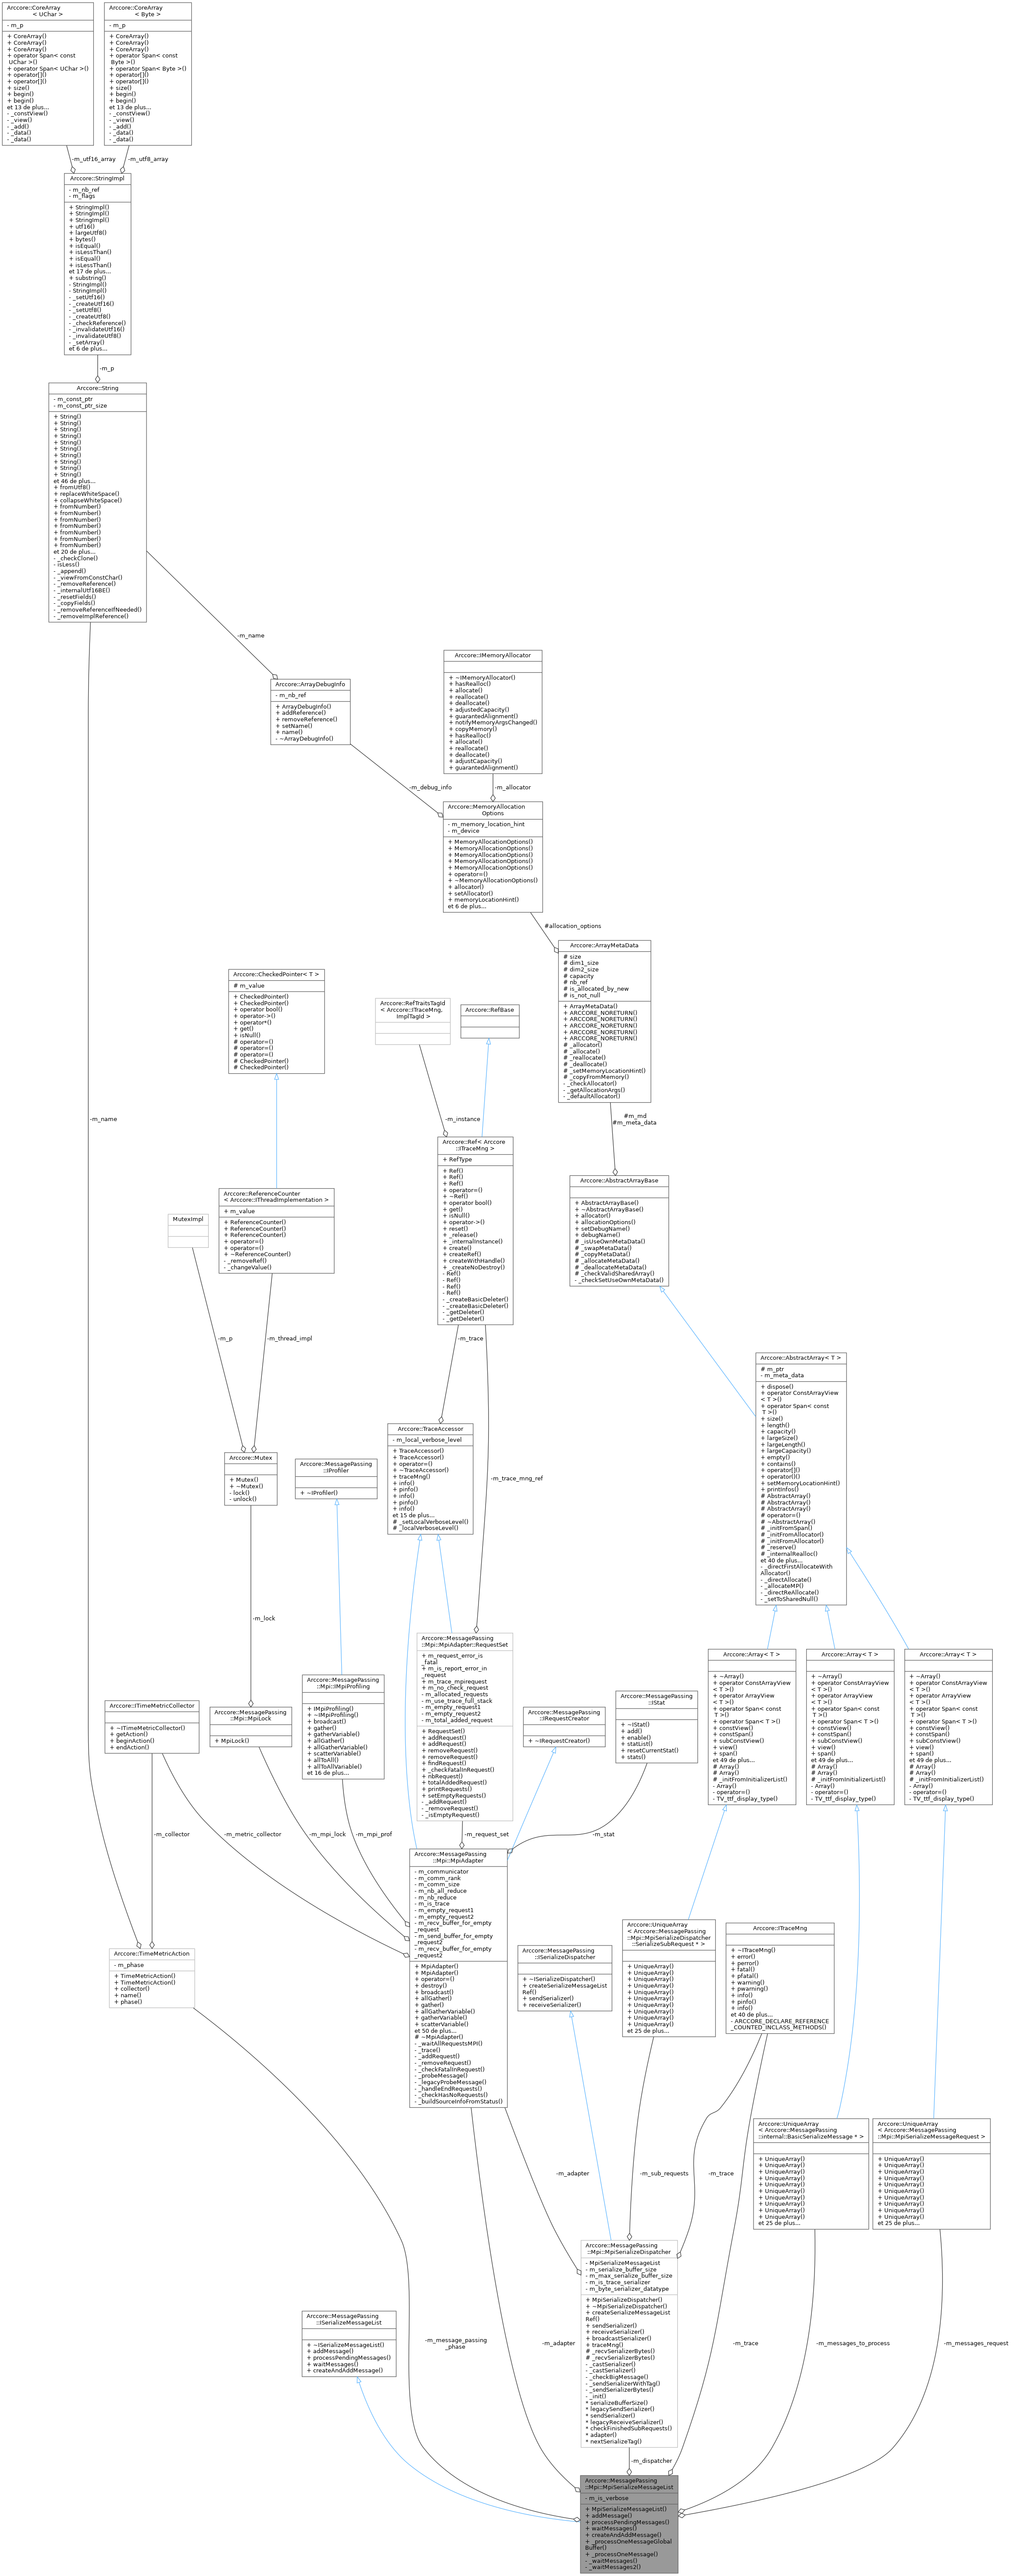 Arccore::CoreArray
< UChar >
- m_p
+ CoreArray()
+ CoreArray()
+ CoreArray()
+ operator Span< const
UChar >()
+ operator Span< UChar >()
+ operator[]()
+ operator[]()
+ size()
+ begin()
+ begin()
et 13 de plus...
- _constView()
- _view()
- _add()
- _data()
- _data()
Arccore::CoreArray
< Byte >
- m_p
+ CoreArray()
+ CoreArray()
+ CoreArray()
+ operator Span< const
Byte >()
+ operator Span< Byte >()
+ operator[]()
+ operator[]()
+ size()
+ begin()
+ begin()
et 13 de plus...
- _constView()
- _view()
- _add()
- _data()
- _data()
-m_utf16_array
-m_utf8_array
Arccore::StringImpl
- m_nb_ref
- m_flags
+ StringImpl()
+ StringImpl()
+ StringImpl()
+ utf16()
+ largeUtf8()
+ bytes()
+ isEqual()
+ isLessThan()
+ isEqual()
+ isLessThan()
et 17 de plus...
+ substring()
- StringImpl()
- StringImpl()
- _setUtf16()
- _createUtf16()
- _setUtf8()
- _createUtf8()
- _checkReference()
- _invalidateUtf16()
- _invalidateUtf8()
- _setArray()
et 6 de plus...
-m_p
Arccore::String
- m_const_ptr
- m_const_ptr_size
+ String()
+ String()
+ String()
+ String()
+ String()
+ String()
+ String()
+ String()
+ String()
+ String()
et 46 de plus...
+ fromUtf8()
+ replaceWhiteSpace()
+ collapseWhiteSpace()
+ fromNumber()
+ fromNumber()
+ fromNumber()
+ fromNumber()
+ fromNumber()
+ fromNumber()
+ fromNumber()
et 20 de plus...
- _checkClone()
- isLess()
- _append()
- _viewFromConstChar()
- _removeReference()
- _internalUtf16BE()
- _resetFields()
- _copyFields()
- _removeReferenceIfNeeded()
- _removeImplReference()
-m_name
Arccore::ArrayDebugInfo
- m_nb_ref
+ ArrayDebugInfo()
+ addReference()
+ removeReference()
+ setName()
+ name()
- ~ArrayDebugInfo()
Arccore::IMemoryAllocator
+ ~IMemoryAllocator()
+ hasRealloc()
+ allocate()
+ reallocate()
+ deallocate()
+ adjustedCapacity()
+ guarantedAlignment()
+ notifyMemoryArgsChanged()
+ copyMemory()
+ hasRealloc()
+ allocate()
+ reallocate()
+ deallocate()
+ adjustCapacity()
+ guarantedAlignment()
-m_debug_info
-m_allocator
Arccore::MemoryAllocation
Options
- m_memory_location_hint
- m_device
+ MemoryAllocationOptions()
+ MemoryAllocationOptions()
+ MemoryAllocationOptions()
+ MemoryAllocationOptions()
+ MemoryAllocationOptions()
+ operator=()
+ ~MemoryAllocationOptions()
+ allocator()
+ setAllocator()
+ memoryLocationHint()
et 6 de plus...
#allocation_options
Arccore::ArrayMetaData
# size
# dim1_size
# dim2_size
# capacity
# nb_ref
# is_allocated_by_new
# is_not_null
+ ArrayMetaData()
+ ARCCORE_NORETURN()
+ ARCCORE_NORETURN()
+ ARCCORE_NORETURN()
+ ARCCORE_NORETURN()
+ ARCCORE_NORETURN()
# _allocator()
# _allocate()
# _reallocate()
# _deallocate()
# _setMemoryLocationHint()
# _copyFromMemory()
- _checkAllocator()
- _getAllocationArgs()
- _defaultAllocator()
Arccore::CheckedPointer< T >
# m_value
+ CheckedPointer()
+ CheckedPointer()
+ operator bool()
+ operator->()
+ operator*()
+ get()
+ isNull()
# operator=()
# operator=()
# operator=()
# CheckedPointer()
# CheckedPointer()
Arccore::RefTraitsTagId
< Arccore::ITraceMng,
ImplTagId >
Arccore::RefBase
-m_name
-m_instance
#m_md
#m_meta_data
Arccore::Ref< Arccore
::ITraceMng >
+ RefType
+ Ref()
+ Ref()
+ Ref()
+ operator=()
+ ~Ref()
+ operator bool()
+ get()
+ isNull()
+ operator->()
+ reset()
+ _release()
+ _internalInstance()
+ create()
+ createRef()
+ createWithHandle()
+ _createNoDestroy()
- Ref()
- Ref()
- Ref()
- Ref()
- _createBasicDeleter()
- _createBasicDeleter()
- _getDeleter()
- _getDeleter()
Arccore::AbstractArrayBase
+ AbstractArrayBase()
+ ~AbstractArrayBase()
+ allocator()
+ allocationOptions()
+ setDebugName()
+ debugName()
# _isUseOwnMetaData()
# _swapMetaData()
# _copyMetaData()
# _allocateMetaData()
# _deallocateMetaData()
# _checkValidSharedArray()
- _checkSetUseOwnMetaData()
Arccore::ReferenceCounter
< Arccore::IThreadImplementation >
+ m_value
+ ReferenceCounter()
+ ReferenceCounter()
+ ReferenceCounter()
+ operator=()
+ operator=()
+ ~ReferenceCounter()
- _removeRef()
- _changeValue()
MutexImpl
-m_p
-m_thread_impl
-m_trace
Arccore::AbstractArray< T >
# m_ptr
- m_meta_data
+ dispose()
+ operator ConstArrayView
< T >()
+ operator Span< const
T >()
+ size()
+ length()
+ capacity()
+ largeSize()
+ largeLength()
+ largeCapacity()
+ empty()
+ contains()
+ operator[]()
+ operator()()
+ setMemoryLocationHint()
+ printInfos()
# AbstractArray()
# AbstractArray()
# AbstractArray()
# operator=()
# ~AbstractArray()
# _initFromSpan()
# _initFromAllocator()
# _initFromAllocator()
# _reserve()
# _internalRealloc()
et 40 de plus...
- _directFirstAllocateWith
Allocator()
- _directAllocate()
- _allocateMP()
- _directReAllocate()
- _setToSharedNull()
Arccore::TraceAccessor
- m_local_verbose_level
+ TraceAccessor()
+ TraceAccessor()
+ operator=()
+ ~TraceAccessor()
+ traceMng()
+ info()
+ pinfo()
+ info()
+ pinfo()
+ info()
et 15 de plus...
# _setLocalVerboseLevel()
# _localVerboseLevel()
Arccore::Mutex
+ Mutex()
+ ~Mutex()
- lock()
- unlock()
Arccore::MessagePassing
::IProfiler
+ ~IProfiler()
-m_trace_mng_ref
-m_lock
Arccore::MessagePassing
::Mpi::MpiAdapter::RequestSet
+ m_request_error_is
_fatal
+ m_is_report_error_in
_request
+ m_trace_mpirequest
+ m_no_check_request
- m_allocated_requests
- m_use_trace_full_stack
- m_empty_request1
- m_empty_request2
- m_total_added_request
+ RequestSet()
+ addRequest()
+ addRequest()
+ removeRequest()
+ removeRequest()
+ findRequest()
+ _checkFatalInRequest()
+ nbRequest()
+ totalAddedRequest()
+ printRequests()
+ setEmptyRequests()
- _addRequest()
- _removeRequest()
- _isEmptyRequest()
Arccore::Array< T >
+ ~Array()
+ operator ConstArrayView
< T >()
+ operator ArrayView
< T >()
+ operator Span< const
T >()
+ operator Span< T >()
+ constView()
+ constSpan()
+ subConstView()
+ view()
+ span()
et 49 de plus...
# Array()
# Array()
# _initFromInitializerList()
- Array()
- operator=()
- TV_ttf_display_type()
Arccore::Array< T >
+ ~Array()
+ operator ConstArrayView
< T >()
+ operator ArrayView
< T >()
+ operator Span< const
T >()
+ operator Span< T >()
+ constView()
+ constSpan()
+ subConstView()
+ view()
+ span()
et 49 de plus...
# Array()
# Array()
# _initFromInitializerList()
- Array()
- operator=()
- TV_ttf_display_type()
Arccore::Array< T >
+ ~Array()
+ operator ConstArrayView
< T >()
+ operator ArrayView
< T >()
+ operator Span< const
T >()
+ operator Span< T >()
+ constView()
+ constSpan()
+ subConstView()
+ view()
+ span()
et 49 de plus...
# Array()
# Array()
# _initFromInitializerList()
- Array()
- operator=()
- TV_ttf_display_type()
Arccore::ITimeMetricCollector
+ ~ITimeMetricCollector()
+ getAction()
+ beginAction()
+ endAction()
Arccore::MessagePassing
::Mpi::MpiLock
+ MpiLock()
Arccore::MessagePassing
::Mpi::IMpiProfiling
+ IMpiProfiling()
+ ~IMpiProfiling()
+ broadcast()
+ gather()
+ gatherVariable()
+ allGather()
+ allGatherVariable()
+ scatterVariable()
+ allToAll()
+ allToAllVariable()
et 16 de plus...
Arccore::MessagePassing
::IRequestCreator
+ ~IRequestCreator()
Arccore::MessagePassing
::IStat
+ ~IStat()
+ add()
+ enable()
+ statList()
+ resetCurrentStat()
+ stats()
-m_collector
-m_metric_collector
-m_mpi_lock
-m_mpi_prof
-m_request_set
-m_stat
Arccore::MessagePassing
::Mpi::MpiAdapter
- m_communicator
- m_comm_rank
- m_comm_size
- m_nb_all_reduce
- m_nb_reduce
- m_is_trace
- m_empty_request1
- m_empty_request2
- m_recv_buffer_for_empty
_request
- m_send_buffer_for_empty
_request2
- m_recv_buffer_for_empty
_request2
+ MpiAdapter()
+ MpiAdapter()
+ operator=()
+ destroy()
+ broadcast()
+ allGather()
+ gather()
+ allGatherVariable()
+ gatherVariable()
+ scatterVariable()
et 50 de plus...
# ~MpiAdapter()
- _waitAllRequestsMPI()
- _trace()
- _addRequest()
- _removeRequest()
- _checkFatalInRequest()
- _probeMessage()
- _legacyProbeMessage()
- _handleEndRequests()
- _checkHasNoRequests()
- _buildSourceInfoFromStatus()
Arccore::TimeMetricAction
- m_phase
+ TimeMetricAction()
+ TimeMetricAction()
+ collector()
+ name()
+ phase()
Arccore::MessagePassing
::ISerializeDispatcher
+ ~ISerializeDispatcher()
+ createSerializeMessageList
Ref()
+ sendSerializer()
+ receiveSerializer()
Arccore::UniqueArray
< Arccore::MessagePassing
::Mpi::MpiSerializeDispatcher
::SerializeSubRequest * >
+ UniqueArray()
+ UniqueArray()
+ UniqueArray()
+ UniqueArray()
+ UniqueArray()
+ UniqueArray()
+ UniqueArray()
+ UniqueArray()
+ UniqueArray()
+ UniqueArray()
et 25 de plus...
Arccore::ITraceMng
+ ~ITraceMng()
+ error()
+ perror()
+ fatal()
+ pfatal()
+ warning()
+ pwarning()
+ info()
+ pinfo()
+ info()
et 40 de plus...
- ARCCORE_DECLARE_REFERENCE
_COUNTED_INCLASS_METHODS()
Arccore::UniqueArray
< Arccore::MessagePassing
::internal::BasicSerializeMessage * >
+ UniqueArray()
+ UniqueArray()
+ UniqueArray()
+ UniqueArray()
+ UniqueArray()
+ UniqueArray()
+ UniqueArray()
+ UniqueArray()
+ UniqueArray()
+ UniqueArray()
et 25 de plus...
Arccore::UniqueArray
< Arccore::MessagePassing
::Mpi::MpiSerializeMessageRequest >
+ UniqueArray()
+ UniqueArray()
+ UniqueArray()
+ UniqueArray()
+ UniqueArray()
+ UniqueArray()
+ UniqueArray()
+ UniqueArray()
+ UniqueArray()
+ UniqueArray()
et 25 de plus...
-m_adapter
-m_sub_requests
-m_trace
Arccore::MessagePassing
::Mpi::MpiSerializeDispatcher
- MpiSerializeMessageList
- m_serialize_buffer_size
- m_max_serialize_buffer_size
- m_is_trace_serializer
- m_byte_serializer_datatype
+ MpiSerializeDispatcher()
+ ~MpiSerializeDispatcher()
+ createSerializeMessageList
Ref()
+ sendSerializer()
+ receiveSerializer()
+ broadcastSerializer()
+ traceMng()
# _recvSerializerBytes()
# _recvSerializerBytes()
- _castSerializer()
- _castSerializer()
- _checkBigMessage()
- _sendSerializerWithTag()
- _sendSerializerBytes()
- _init()
* serializeBufferSize()
* legacySendSerializer()
* sendSerializer()
* legacyReceiveSerializer()
* checkFinishedSubRequests()
* adapter()
* nextSerializeTag()
Arccore::MessagePassing
::ISerializeMessageList
+ ~ISerializeMessageList()
+ addMessage()
+ processPendingMessages()
+ waitMessages()
+ createAndAddMessage()
-m_message_passing
_phase
-m_adapter
-m_trace
-m_messages_to_process
-m_messages_request
-m_dispatcher
Arccore::MessagePassing
::Mpi::MpiSerializeMessageList
- m_is_verbose
+ MpiSerializeMessageList()
+ addMessage()
+ processPendingMessages()
+ waitMessages()
+ createAndAddMessage()
+ _processOneMessageGlobal
Buffer()
+ _processOneMessage()
- _waitMessages()
- _waitMessages2()